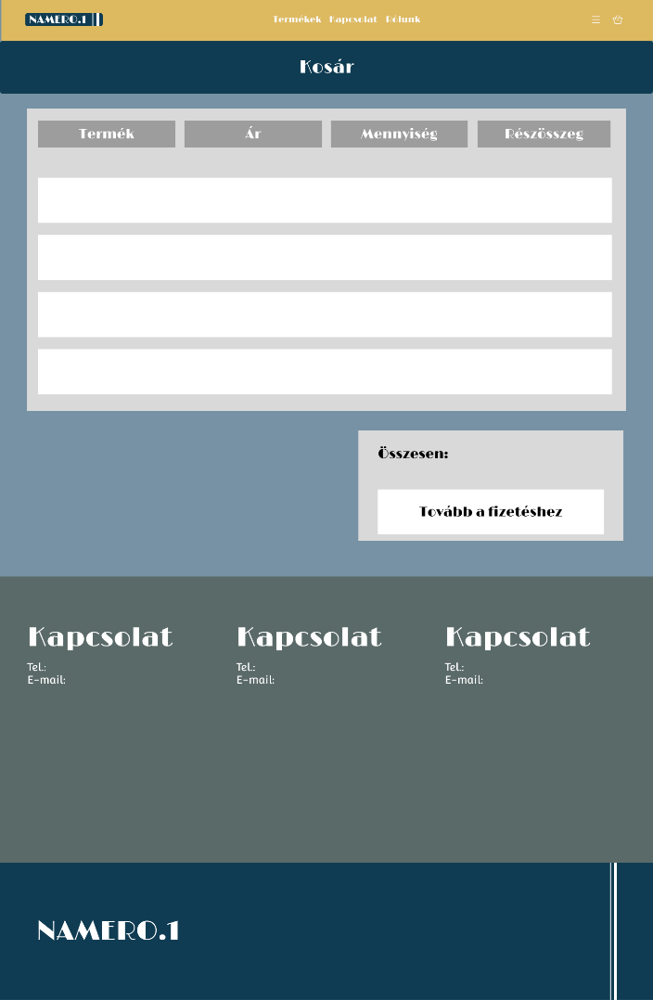 NAMERO.1 Termékek Kapcsolat Rólunk
Kosár
Termék Ár Mennyiség Részösszeg
Összesen:
Tovább a fizetéshez
Kapcsolat Kapcsolat Kapcsolat
Tel.: Tel.: Tel.:
E-mail: E-mail: E-mail:
NAMERO.1